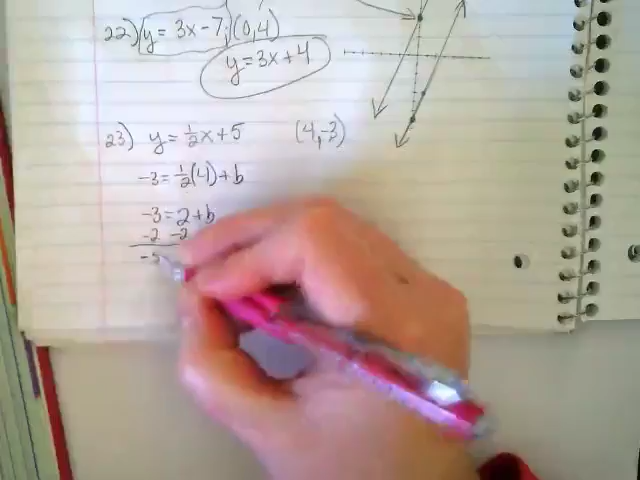 22) y = 3x - 7, (0,4)
y = 3x + 4
23) y = ½x + 5 (4,-3)
-3 = ½(4) + b
-3 = 2 + b
-2 -2
-5